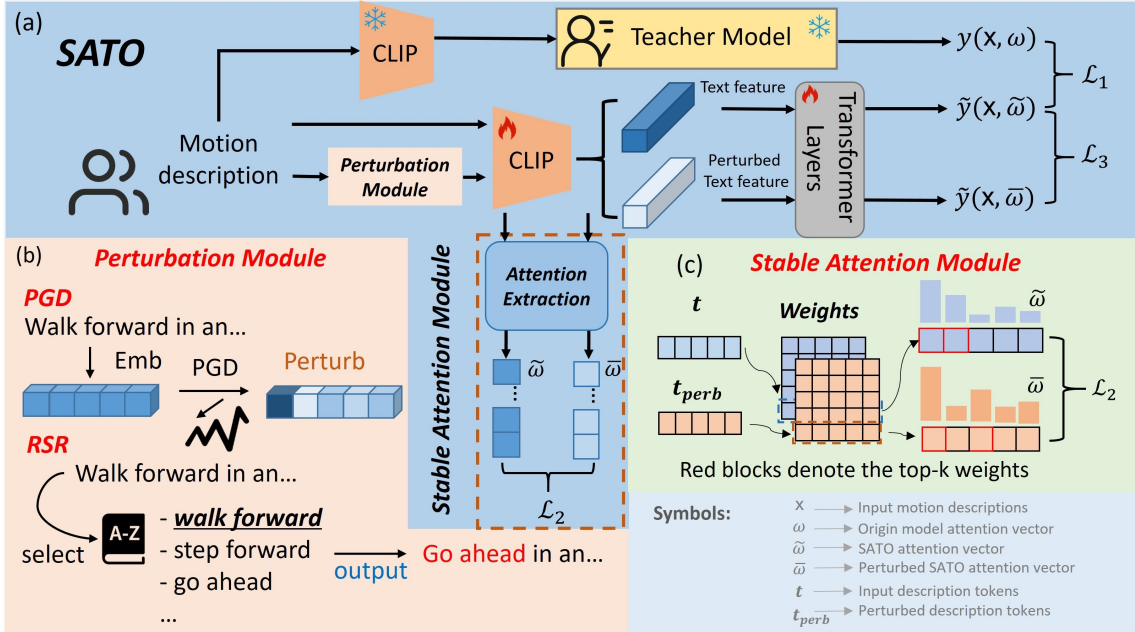 (a)
SATO
CLIP
Teacher Model
y(x, ω)
ℒ₁
Motion
description
Perturbation
Module
CLIP
Text feature
Perturbed
Text feature
Transformer
Layers
ỹ(x, ω̃)
ℒ₃
ỹ(x, ω̄)
(b)
Perturbation Module
PGD
Walk forward in an...
Emb
PGD
Perturb
RSR
Walk forward in an...
select
A-Z
- walk forward
- step forward
- go ahead
...
output
Go ahead in an...
Stable Attention Module
Attention
Extraction
ω̃
ω̄
ℒ₂
(c)
Stable Attention Module
t
Weights
t_perb
ω̃
ω̄
ℒ₂
Red blocks denote the top-k weights
Symbols:
x Input motion descriptions
ω Origin model attention vector
ω̃ SATO attention vector
ω̄ Perturbed SATO attention vector
t Input description tokens
t_perb Perturbed description tokens